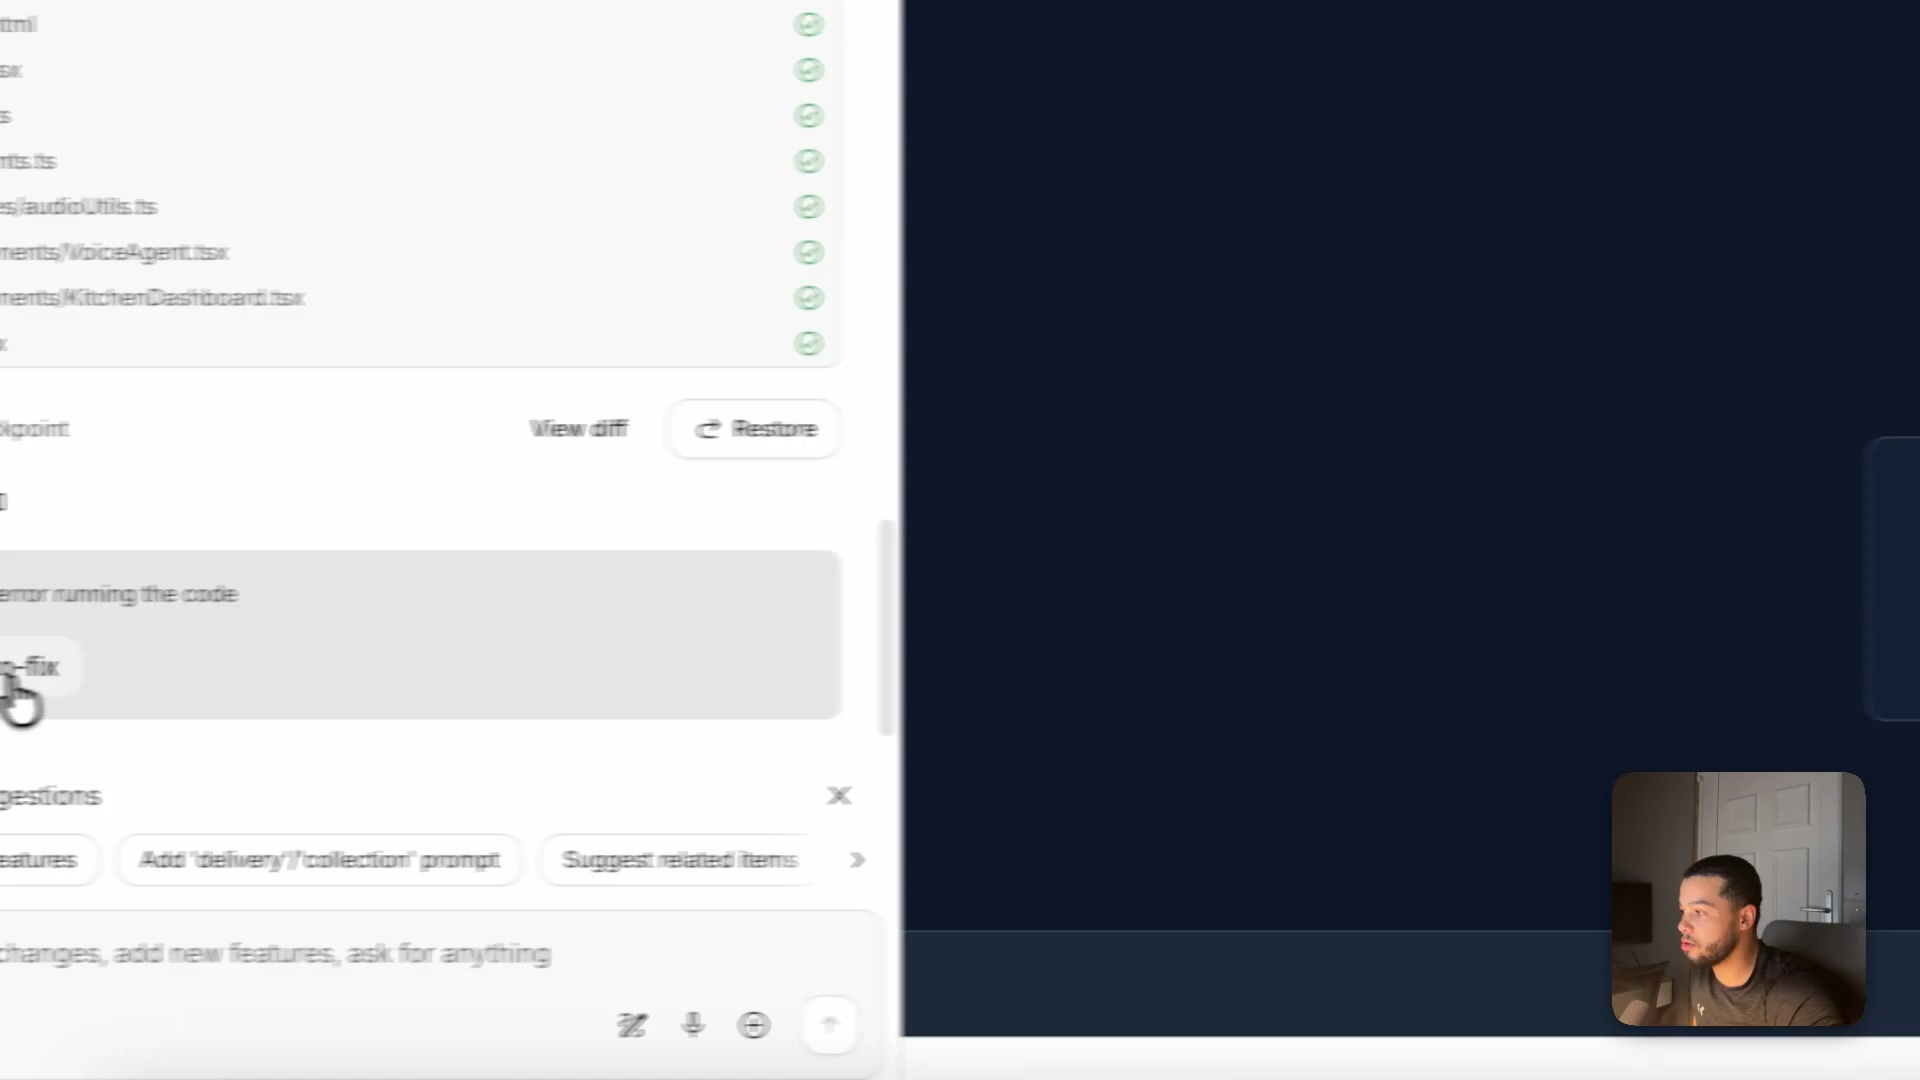 tml
sx
s
nts.ts
es/audioUtils.ts
nents/VoiceAgent.tsx
nents/KitchenDashboard.tsx
x
kpoint
View diff
Restore
error running the code
o-fix
gestions
eatures
Add "delivery"/"collection" prompt
Suggest related items
changes, add new features, ask for anything